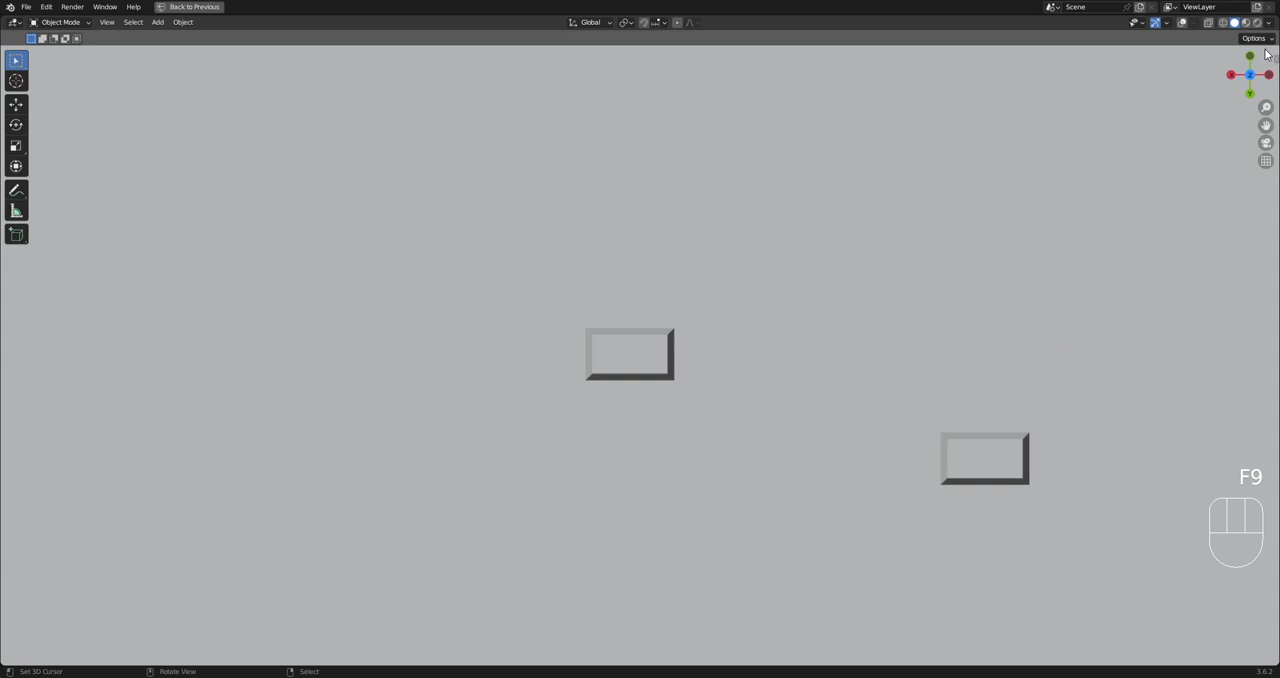 File Edit Render Window Help Back to Previous Scene ViewLayer
Object Mode View Select Add Object Global
Options
X Z
Y
F9
Set 3D Cursor Rotate View Select 3.6.2